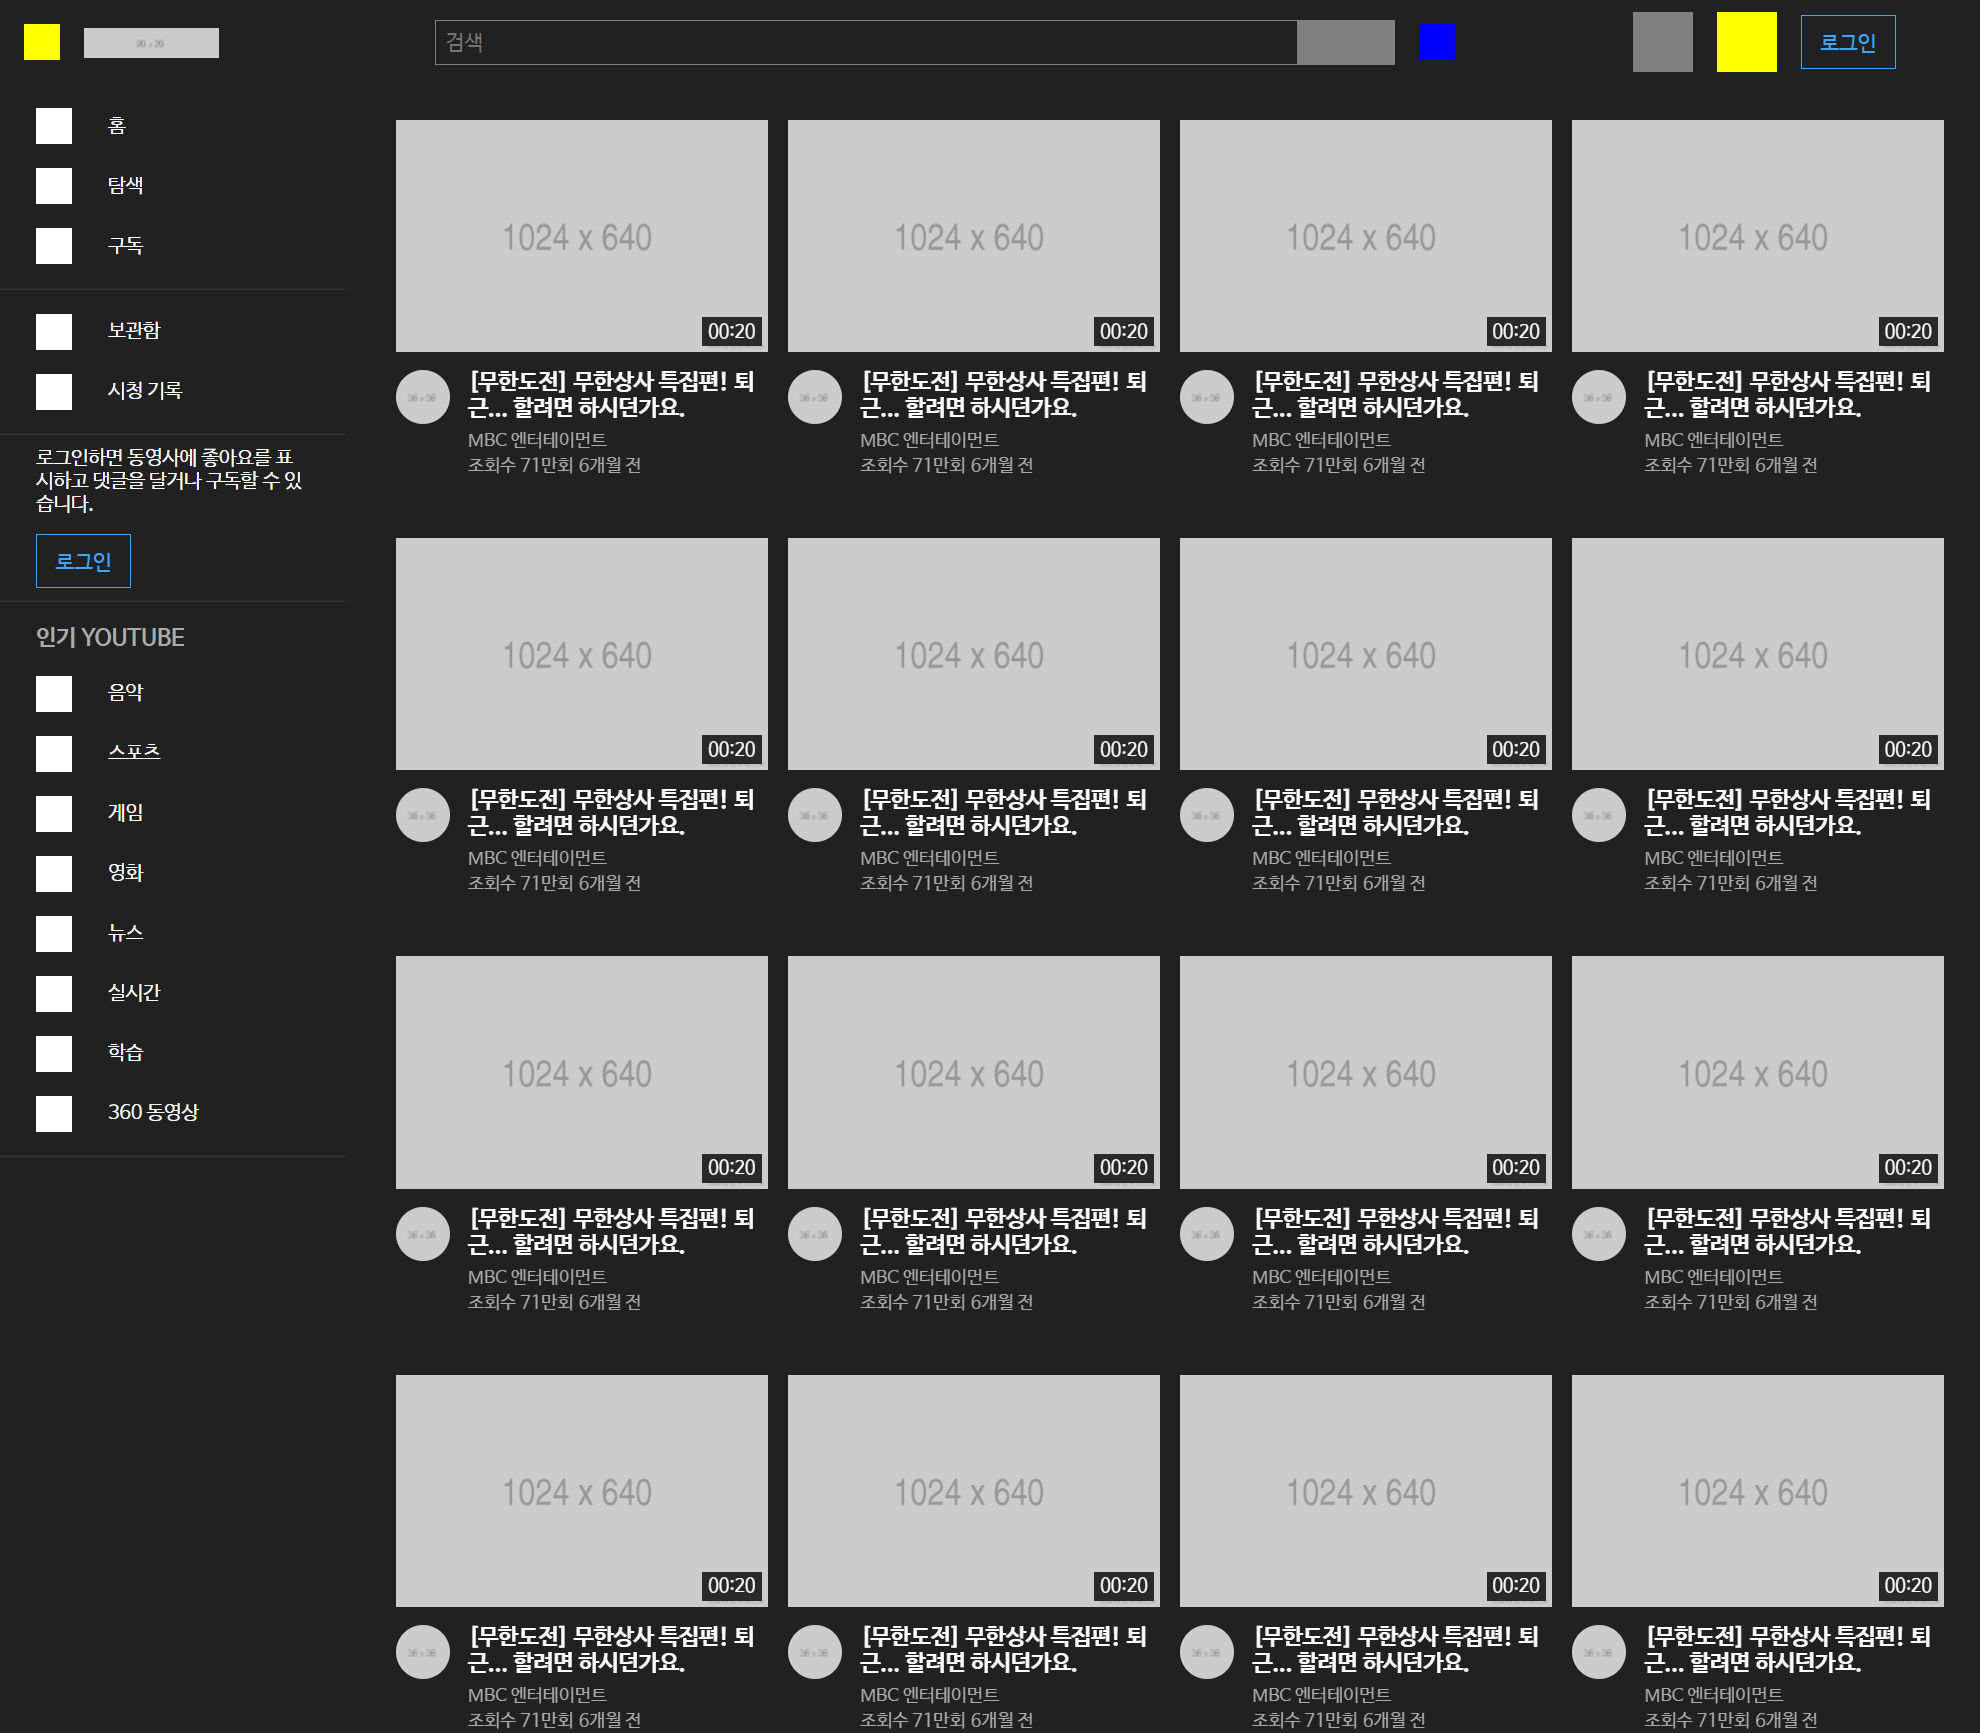 90 x 20
검색
로그인
홈
탐색
구독
보관함
시청 기록
로그인하면 동영사에 좋아요를 표
시하고 댓글을 달거나 구독할 수 있
습니다.
로그인
인기 YOUTUBE
음악
스포츠
게임
영화
뉴스
실시간
학습
360 동영상
1024 x 640
1024 x 640
1024 x 640
1024 x 640
00:20
00:20
00:20
00:20
36 x 36
[무한도전] 무한상사 특집편! 퇴
근... 할려면 하시던가요.
MBC 엔터테이먼트
조회수 71만회 6개월 전
36 x 36
[무한도전] 무한상사 특집편! 퇴
근... 할려면 하시던가요.
MBC 엔터테이먼트
조회수 71만회 6개월 전
36 x 36
[무한도전] 무한상사 특집편! 퇴
근... 할려면 하시던가요.
MBC 엔터테이먼트
조회수 71만회 6개월 전
36 x 36
[무한도전] 무한상사 특집편! 퇴
근... 할려면 하시던가요.
MBC 엔터테이먼트
조회수 71만회 6개월 전
1024 x 640
1024 x 640
1024 x 640
1024 x 640
00:20
00:20
00:20
00:20
36 x 36
[무한도전] 무한상사 특집편! 퇴
근... 할려면 하시던가요.
MBC 엔터테이먼트
조회수 71만회 6개월 전
36 x 36
[무한도전] 무한상사 특집편! 퇴
근... 할려면 하시던가요.
MBC 엔터테이먼트
조회수 71만회 6개월 전
36 x 36
[무한도전] 무한상사 특집편! 퇴
근... 할려면 하시던가요.
MBC 엔터테이먼트
조회수 71만회 6개월 전
36 x 36
[무한도전] 무한상사 특집편! 퇴
근... 할려면 하시던가요.
MBC 엔터테이먼트
조회수 71만회 6개월 전
1024 x 640
1024 x 640
1024 x 640
1024 x 640
00:20
00:20
00:20
00:20
36 x 36
[무한도전] 무한상사 특집편! 퇴
근... 할려면 하시던가요.
MBC 엔터테이먼트
조회수 71만회 6개월 전
36 x 36
[무한도전] 무한상사 특집편! 퇴
근... 할려면 하시던가요.
MBC 엔터테이먼트
조회수 71만회 6개월 전
36 x 36
[무한도전] 무한상사 특집편! 퇴
근... 할려면 하시던가요.
MBC 엔터테이먼트
조회수 71만회 6개월 전
36 x 36
[무한도전] 무한상사 특집편! 퇴
근... 할려면 하시던가요.
MBC 엔터테이먼트
조회수 71만회 6개월 전
1024 x 640
1024 x 640
1024 x 640
1024 x 640
00:20
00:20
00:20
00:20
36 x 36
[무한도전] 무한상사 특집편! 퇴
근... 할려면 하시던가요.
MBC 엔터테이먼트
조회수 71만회 6개월 전
36 x 36
[무한도전] 무한상사 특집편! 퇴
근... 할려면 하시던가요.
MBC 엔터테이먼트
조회수 71만회 6개월 전
36 x 36
[무한도전] 무한상사 특집편! 퇴
근... 할려면 하시던가요.
MBC 엔터테이먼트
조회수 71만회 6개월 전
36 x 36
[무한도전] 무한상사 특집편! 퇴
근... 할려면 하시던가요.
MBC 엔터테이먼트
조회수 71만회 6개월 전